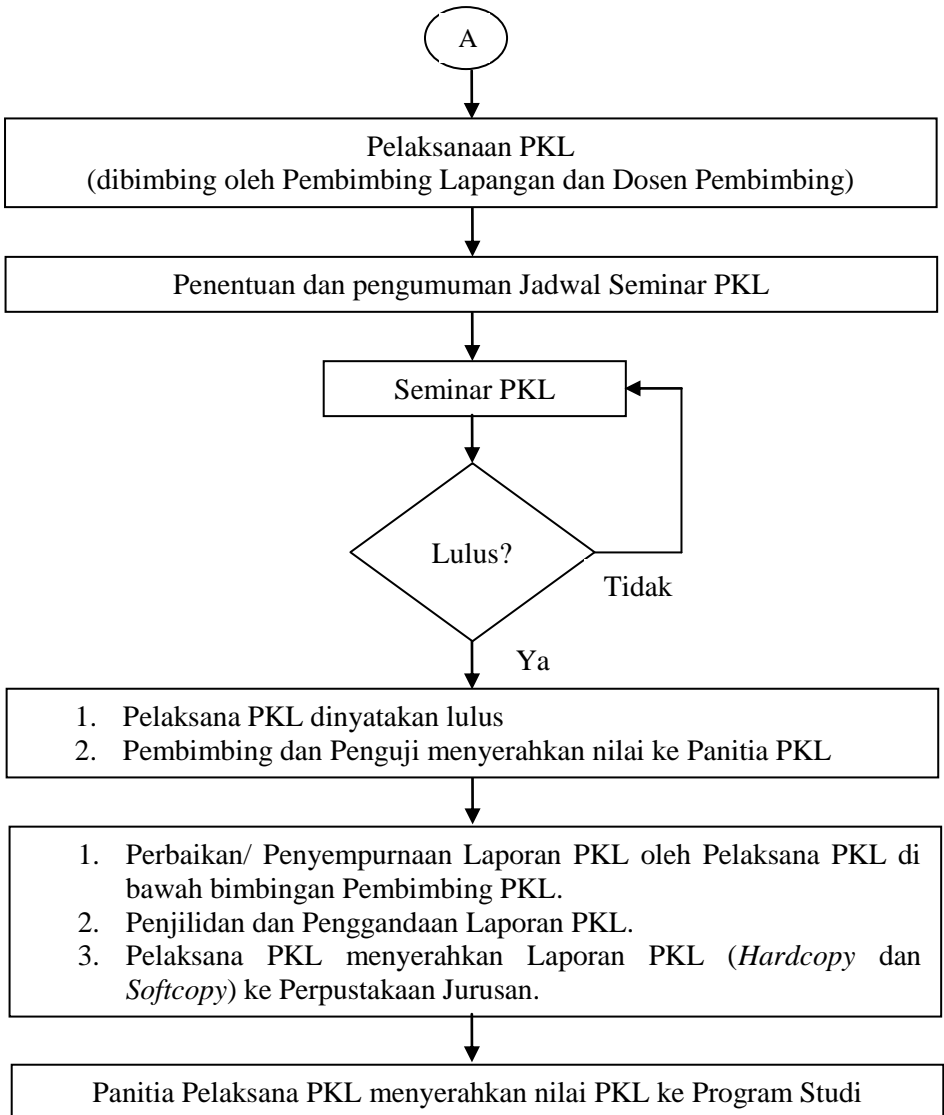 A
Pelaksanaan PKL
(dibimbing oleh Pembimbing Lapangan dan Dosen Pembimbing)
Penentuan dan pengumuman Jadwal Seminar PKL
Seminar PKL
Lulus?
Tidak
Ya
1. Pelaksana PKL dinyatakan lulus
2. Pembimbing dan Penguji menyerahkan nilai ke Panitia PKL
1. Perbaikan/ Penyempurnaan Laporan PKL oleh Pelaksana PKL di
bawah bimbingan Pembimbing PKL.
2. Penjilidan dan Penggandaan Laporan PKL.
3. Pelaksana PKL menyerahkan Laporan PKL (Hardcopy dan
Softcopy) ke Perpustakaan Jurusan.
Panitia Pelaksana PKL menyerahkan nilai PKL ke Program Studi